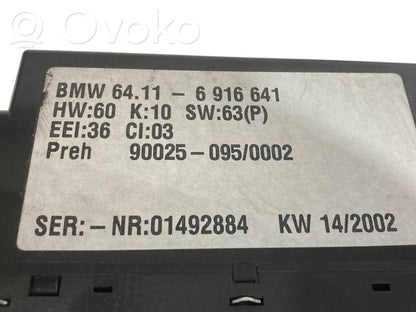 BMW 64.11 - 6 916 641
HW:60 K:10 SW:63(P)
EEI:36 CI:03
Preh 90025-095/0002
SER:-NR:01492884 KW 14/2002
OVOKO